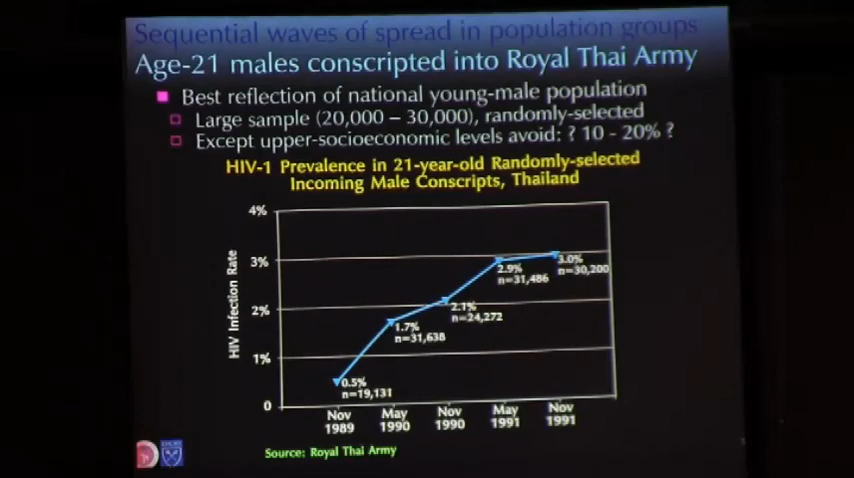 Sequential waves of spread in population groups
Age-21 males conscripted into Royal Thai Army
Best reflection of national young-male population
Large sample (20,000 – 30,000), randomly-selected
Except upper-socioeconomic levels avoid: ? 10 - 20% ?
HIV-1 Prevalence in 21-year-old Randomly-selected
Incoming Male Conscripts, Thailand
HIV Infection Rate
4%
3%
2%
1%
0
0.5%
n=19,131
1.7%
n=31,638
2.1%
n=24,272
2.9%
n=31,486
3.0%
n=30,200
Nov
1989
May
1990
Nov
1990
May
1991
Nov
1991
Source: Royal Thai Army